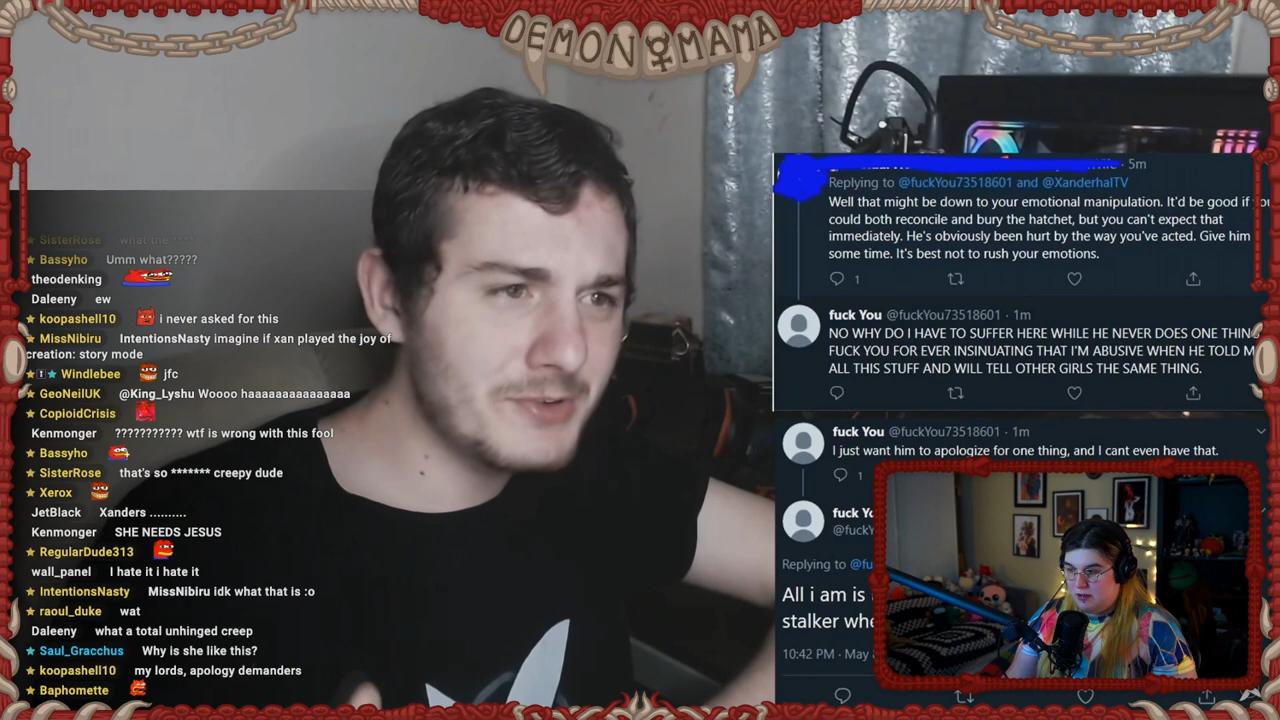 DEMON MAMA
SisterRose what the ****
Bassyho Umm what?????
theodenking
Daleeny ew
koopashell10 i never asked for this
MissNibiru IntentionsNasty imagine if xan played the joy of
creation: story mode
Windlebee jfc
GeoNeilUK @King_Lyshu Woooo haaaaaaaaaaaaaaa
CopioidCrisis
Kenmonger ??????????? wtf is wrong with this fool
Bassyho
SisterRose that's so ******* creepy dude
Xerox
JetBlack Xanders ..........
Kenmonger SHE NEEDS JESUS
RegularDude313
wall_panel I hate it i hate it
IntentionsNasty MissNibiru idk what that is :o
raoul_duke wat
Daleeny what a total unhinged creep
Saul_Gracchus Why is she like this?
koopashell10 my lords, apology demanders
Baphomette
· 5m
Replying to @fuckYou73518601 and @XanderhalTV
Well that might be down to your emotional manipulation. It'd be good if
could both reconcile and bury the hatchet, but you can't expect that
immediately. He's obviously been hurt by the way you've acted. Give him
some time. It's best not to rush your emotions.
1
fuck You @fuckYou73518601 · 1m
NO WHY DO I HAVE TO SUFFER HERE WHILE HE NEVER DOES ONE THING
FUCK YOU FOR EVER INSINUATING THAT I'M ABUSIVE WHEN HE TOLD M
ALL THIS STUFF AND WILL TELL OTHER GIRLS THE SAME THING.
fuck You @fuckYou73518601 · 1m
I just want him to apologize for one thing, and I cant even have that.
1
fuck Yo
@fuckY
Replying to @fu
All i am is
stalker whe
10:42 PM · May